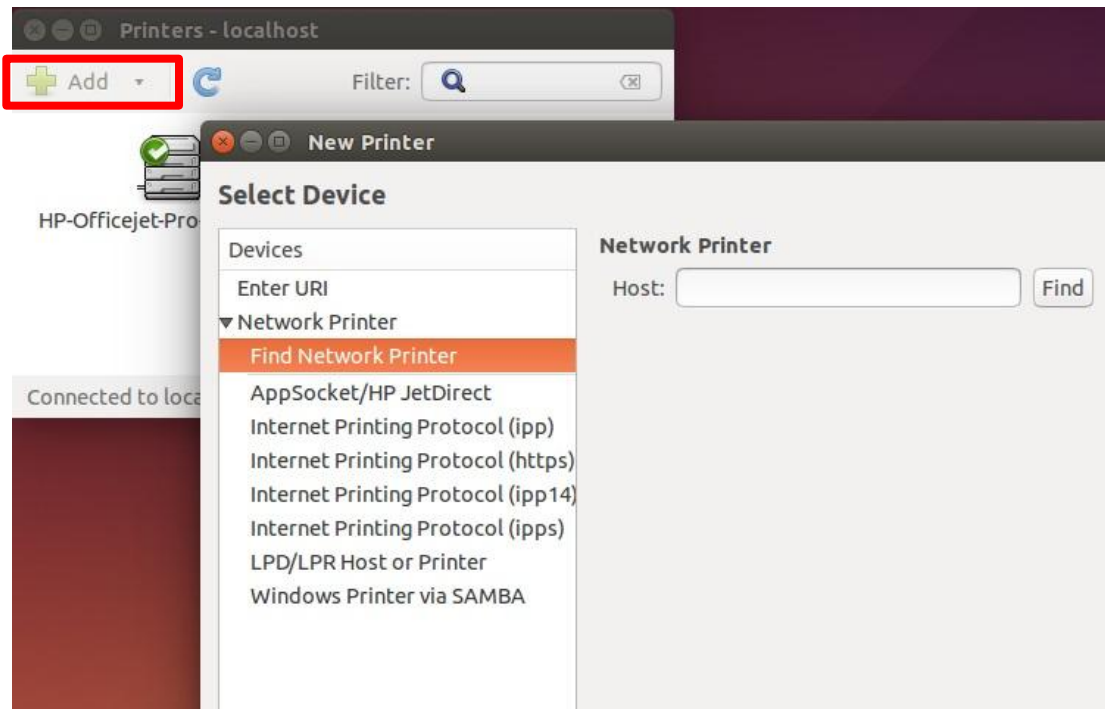 Printers - localhost
Add
Filter:
New Printer
Select Device
HP-Officejet-Pro
Devices
Network Printer
Enter URI
Host:
Find
Network Printer
Find Network Printer
AppSocket/HP JetDirect
Connected to loca
Internet Printing Protocol (ipp)
Internet Printing Protocol (https)
Internet Printing Protocol (ipp14)
Internet Printing Protocol (ipps)
LPD/LPR Host or Printer
Windows Printer via SAMBA